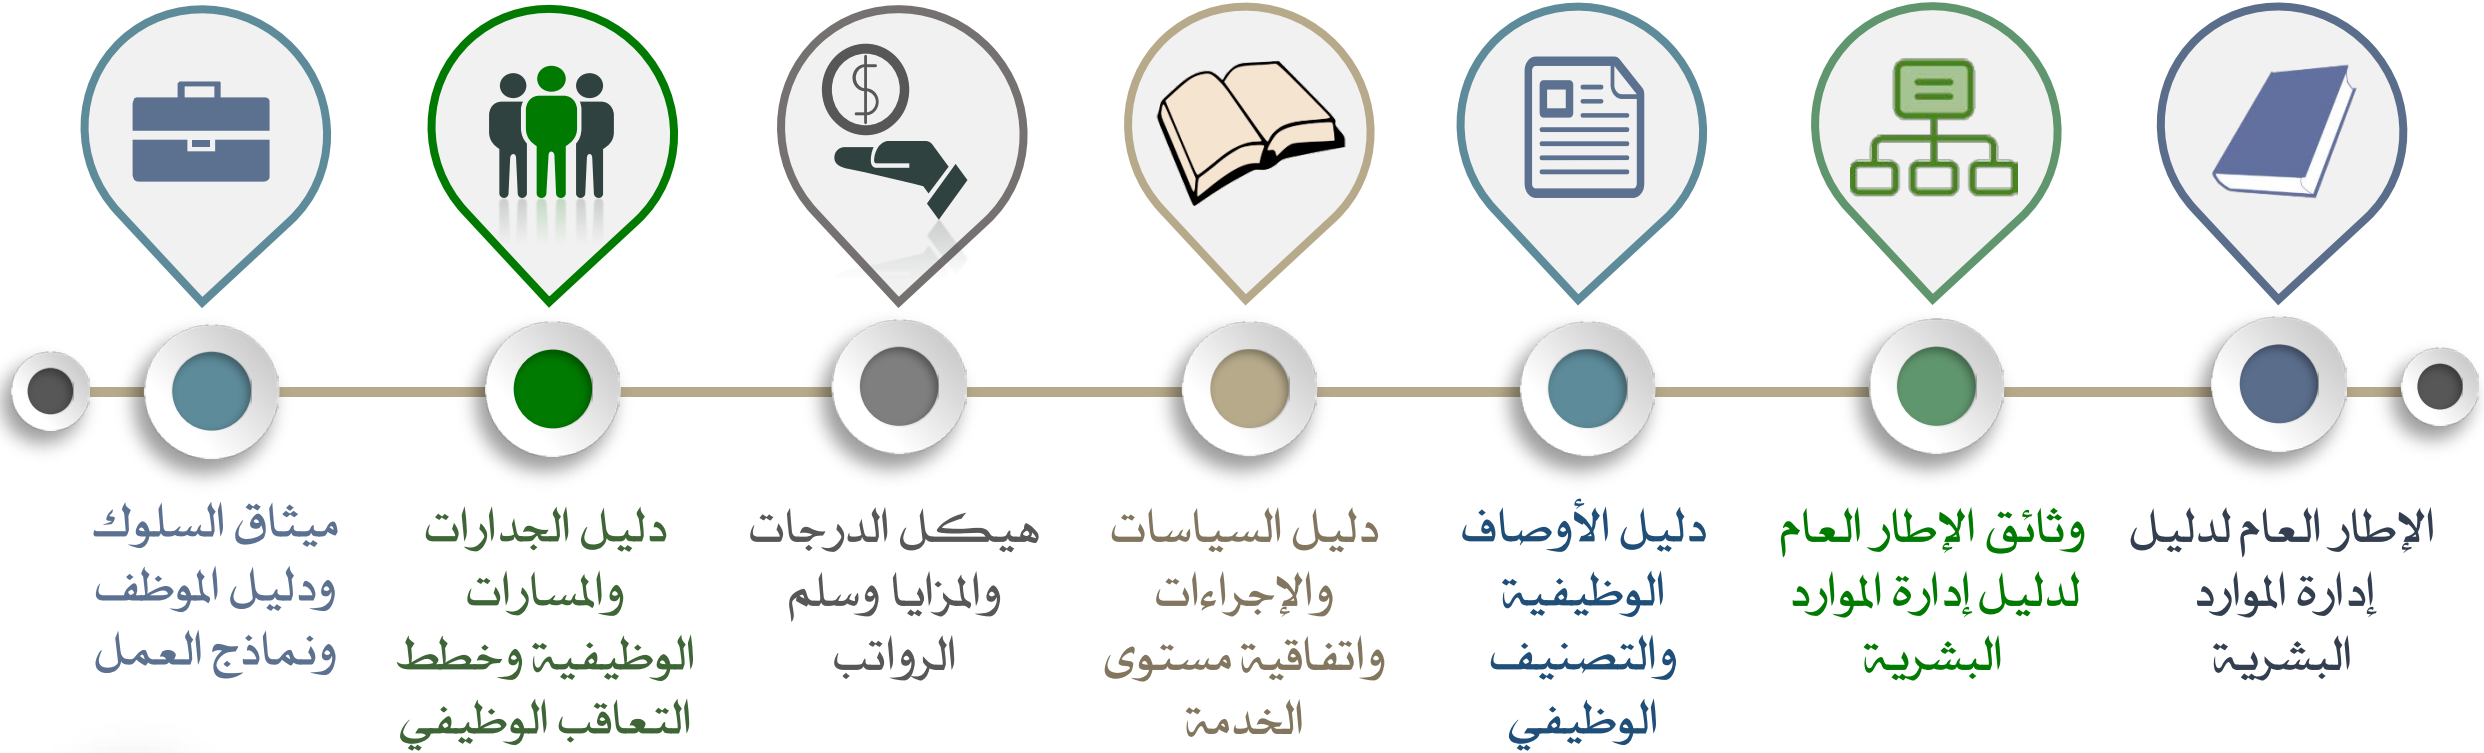 الإطار العام لدليل
إدارة الموارد
البشرية
وثائق الإطار العام
لدليل إدارة الموارد
البشرية
دليل الأوصاف
الوظيفية
والتصنيف
الوظيفي
دليل السياسات
والإجراءات
واتفاقية مستوى
الخدمة
هيكل الدرجات
والمزايا وسلم
الرواتب
دليل الجدارات
والمسارات
الوظيفية وخطط
التعاقب الوظيفي
ميثاق السلوك
ودليل الموظف
ونماذج العمل